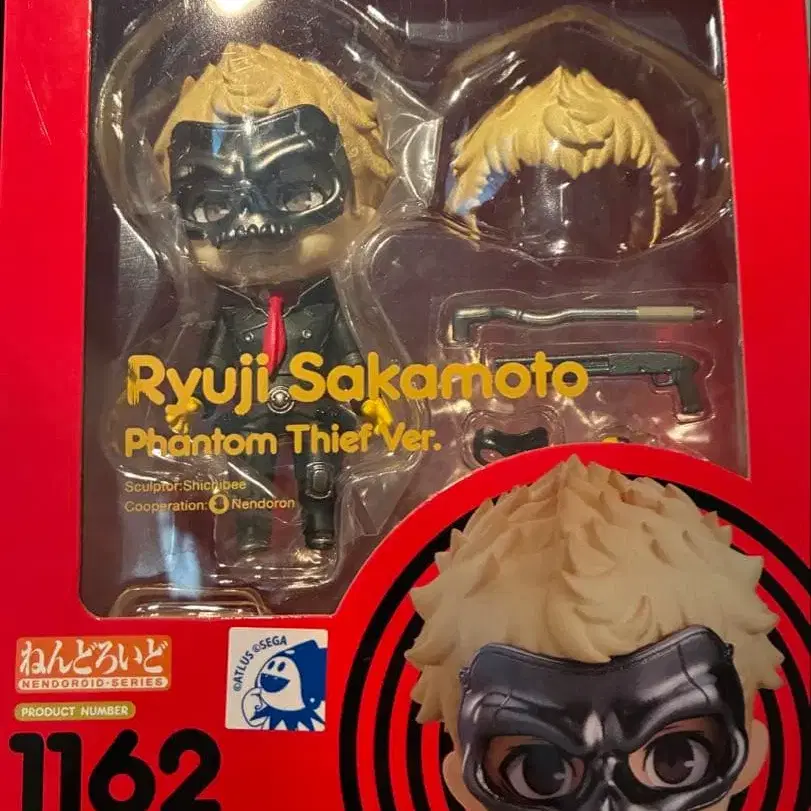 Ryuji Sakamoto
Phantom Thief Ver.
Sculptor:Shichibee
Cooperation: Nendoron
ねんどろいど
NENDOROID-SERIES
©ATLUS ©SEGA
PRODUCT NUMBER
1162